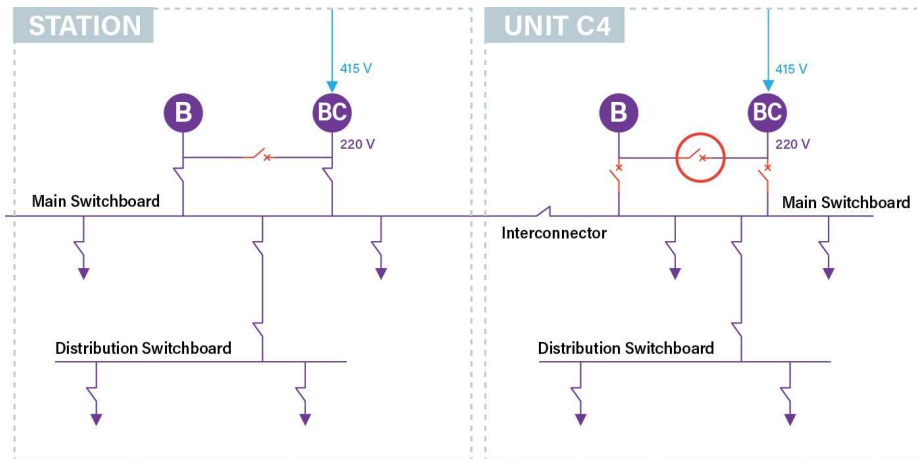 STATION
UNIT C4
415 V
415 V
B
BC
B
BC
220 V
220 V
Main Switchboard
Main Switchboard
Interconnector
Distribution Switchboard
Distribution Switchboard